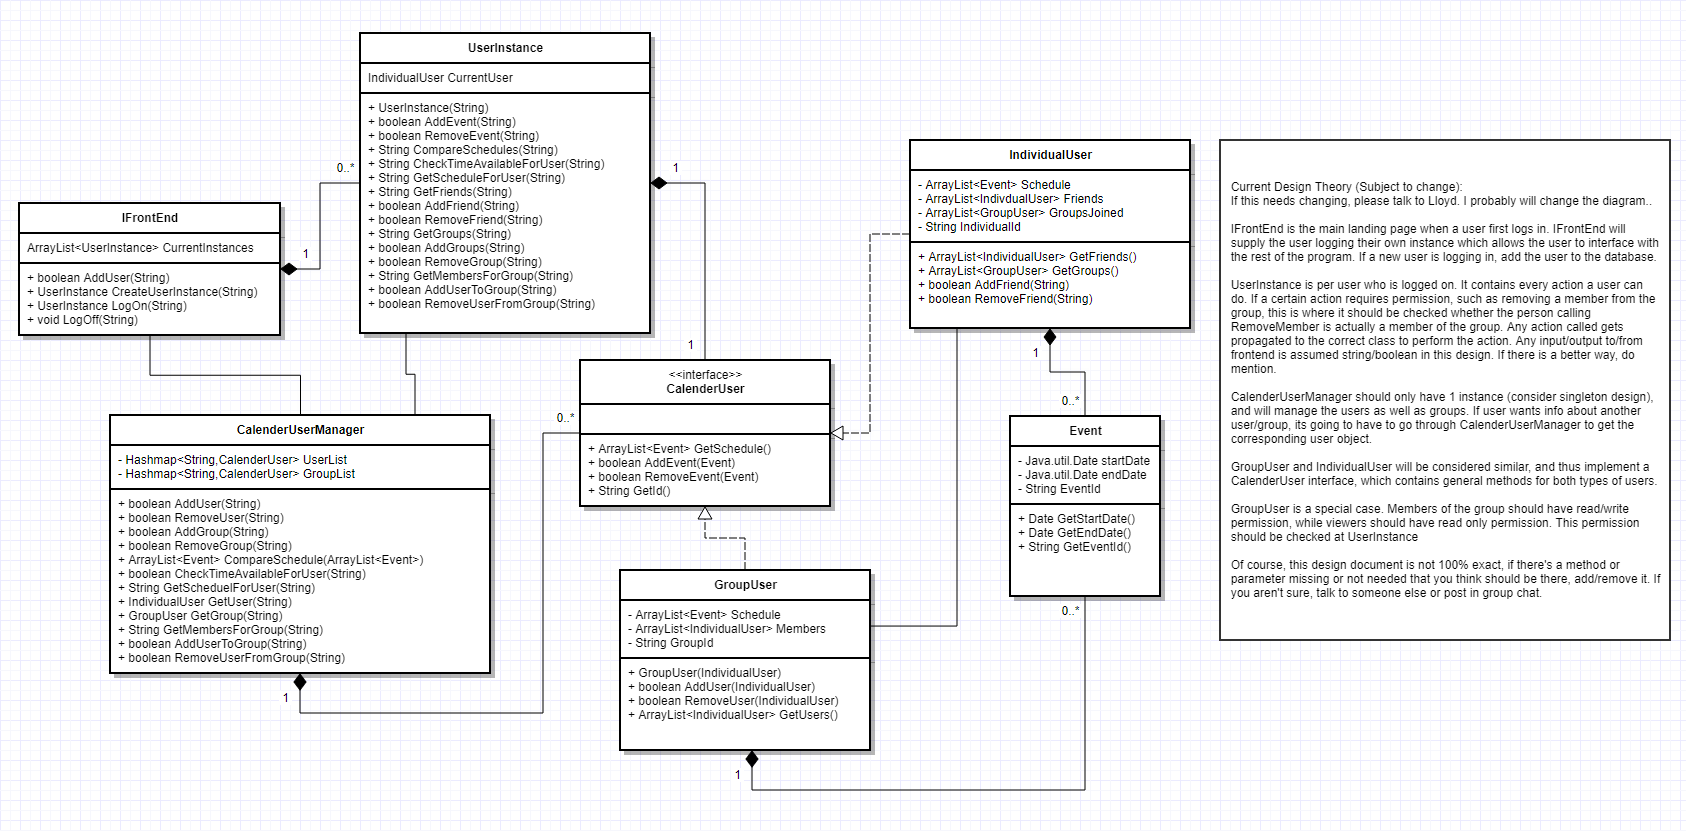 UserInstance
IndividualUser CurrentUser
+ UserInstance(String)
+ boolean AddEvent(String)
+ boolean RemoveEvent(String)
+ String CompareSchedules(String)
+ String CheckTimeAvailableForUser(String)
+ String GetScheduleForUser(String)
+ String GetFriends(String)
+ boolean AddFriend(String)
+ boolean RemoveFriend(String)
+ String GetGroups(String)
+ boolean AddGroups(String)
+ boolean RemoveGroup(String)
+ String GetMembersForGroup(String)
+ boolean AddUserToGroup(String)
+ boolean RemoveUserFromGroup(String)
0..*
1
1
1
IFrontEnd
ArrayList<UserInstance> CurrentInstances
+ boolean AddUser(String)
+ UserInstance CreateUserInstance(String)
+ UserInstance LogOn(String)
+ void LogOff(String)
CalenderUserManager
- Hashmap<String,CalenderUser> UserList
- Hashmap<String,CalenderUser> GroupList
+ boolean AddUser(String)
+ boolean RemoveUser(String)
+ boolean AddGroup(String)
+ boolean RemoveGroup(String)
+ ArrayList<Event> CompareSchedule(ArrayList<Event>)
+ boolean CheckTimeAvailableForUser(String)
+ String GetScheduelForUser(String)
+ IndividualUser GetUser(String)
+ GroupUser GetGroup(String)
+ String GetMembersForGroup(String)
+ boolean AddUserToGroup(String)
+ boolean RemoveUserFromGroup(String)
1
0..*
<<interface>>
CalenderUser
+ ArrayList<Event> GetSchedule()
+ boolean AddEvent(Event)
+ boolean RemoveEvent(Event)
+ String GetId()
GroupUser
- ArrayList<Event> Schedule
- ArrayList<IndividualUser> Members
- String GroupId
+ GroupUser(IndividualUser)
+ boolean AddUser(IndividualUser)
+ boolean RemoveUser(IndividualUser)
+ ArrayList<IndividualUser> GetUsers()
1
IndividualUser
- ArrayList<Event> Schedule
- ArrayList<IndivdualUser> Friends
- ArrayList<GroupUser> GroupsJoined
- String IndividualId
+ ArrayList<IndividualUser> GetFriends()
+ ArrayList<GroupUser> GetGroups()
+ boolean AddFriend(String)
+ boolean RemoveFriend(String)
1
0..*
Event
- Java.util.Date startDate
- Java.util.Date endDate
- String EventId
+ Date GetStartDate()
+ Date GetEndDate()
+ String GetEventId()
0..*
Current Design Theory (Subject to change):
If this needs changing, please talk to Lloyd. I probably will change the diagram..
IFrontEnd is the main landing page when a user first logs in. IFrontEnd will
supply the user logging their own instance which allows the user to interface with
the rest of the program. If a new user is logging in, add the user to the database.
UserInstance is per user who is logged on. It contains every action a user can
do. If a certain action requires permission, such as removing a member from the
group, this is where it should be checked whether the person calling
RemoveMember is actually a member of the group. Any action called gets
propagated to the correct class to perform the action. Any input/output to/from
frontend is assumed string/boolean in this design. If there is a better way, do
mention.
CalenderUserManager should only have 1 instance (consider singleton design),
and will manage the users as well as groups. If user wants info about another
user/group, its going to have to go through CalenderUserManager to get the
corresponding user object.
GroupUser and IndividualUser will be considered similar, and thus implement a
CalenderUser interface, which contains general methods for both types of users.
GroupUser is a special case. Members of the group should have read/write
permission, while viewers should have read only permission. This permission
should be checked at UserInstance
Of course, this design document is not 100% exact, if there's a method or
parameter missing or not needed that you think should be there, add/remove it. If
you aren't sure, talk to someone else or post in group chat.